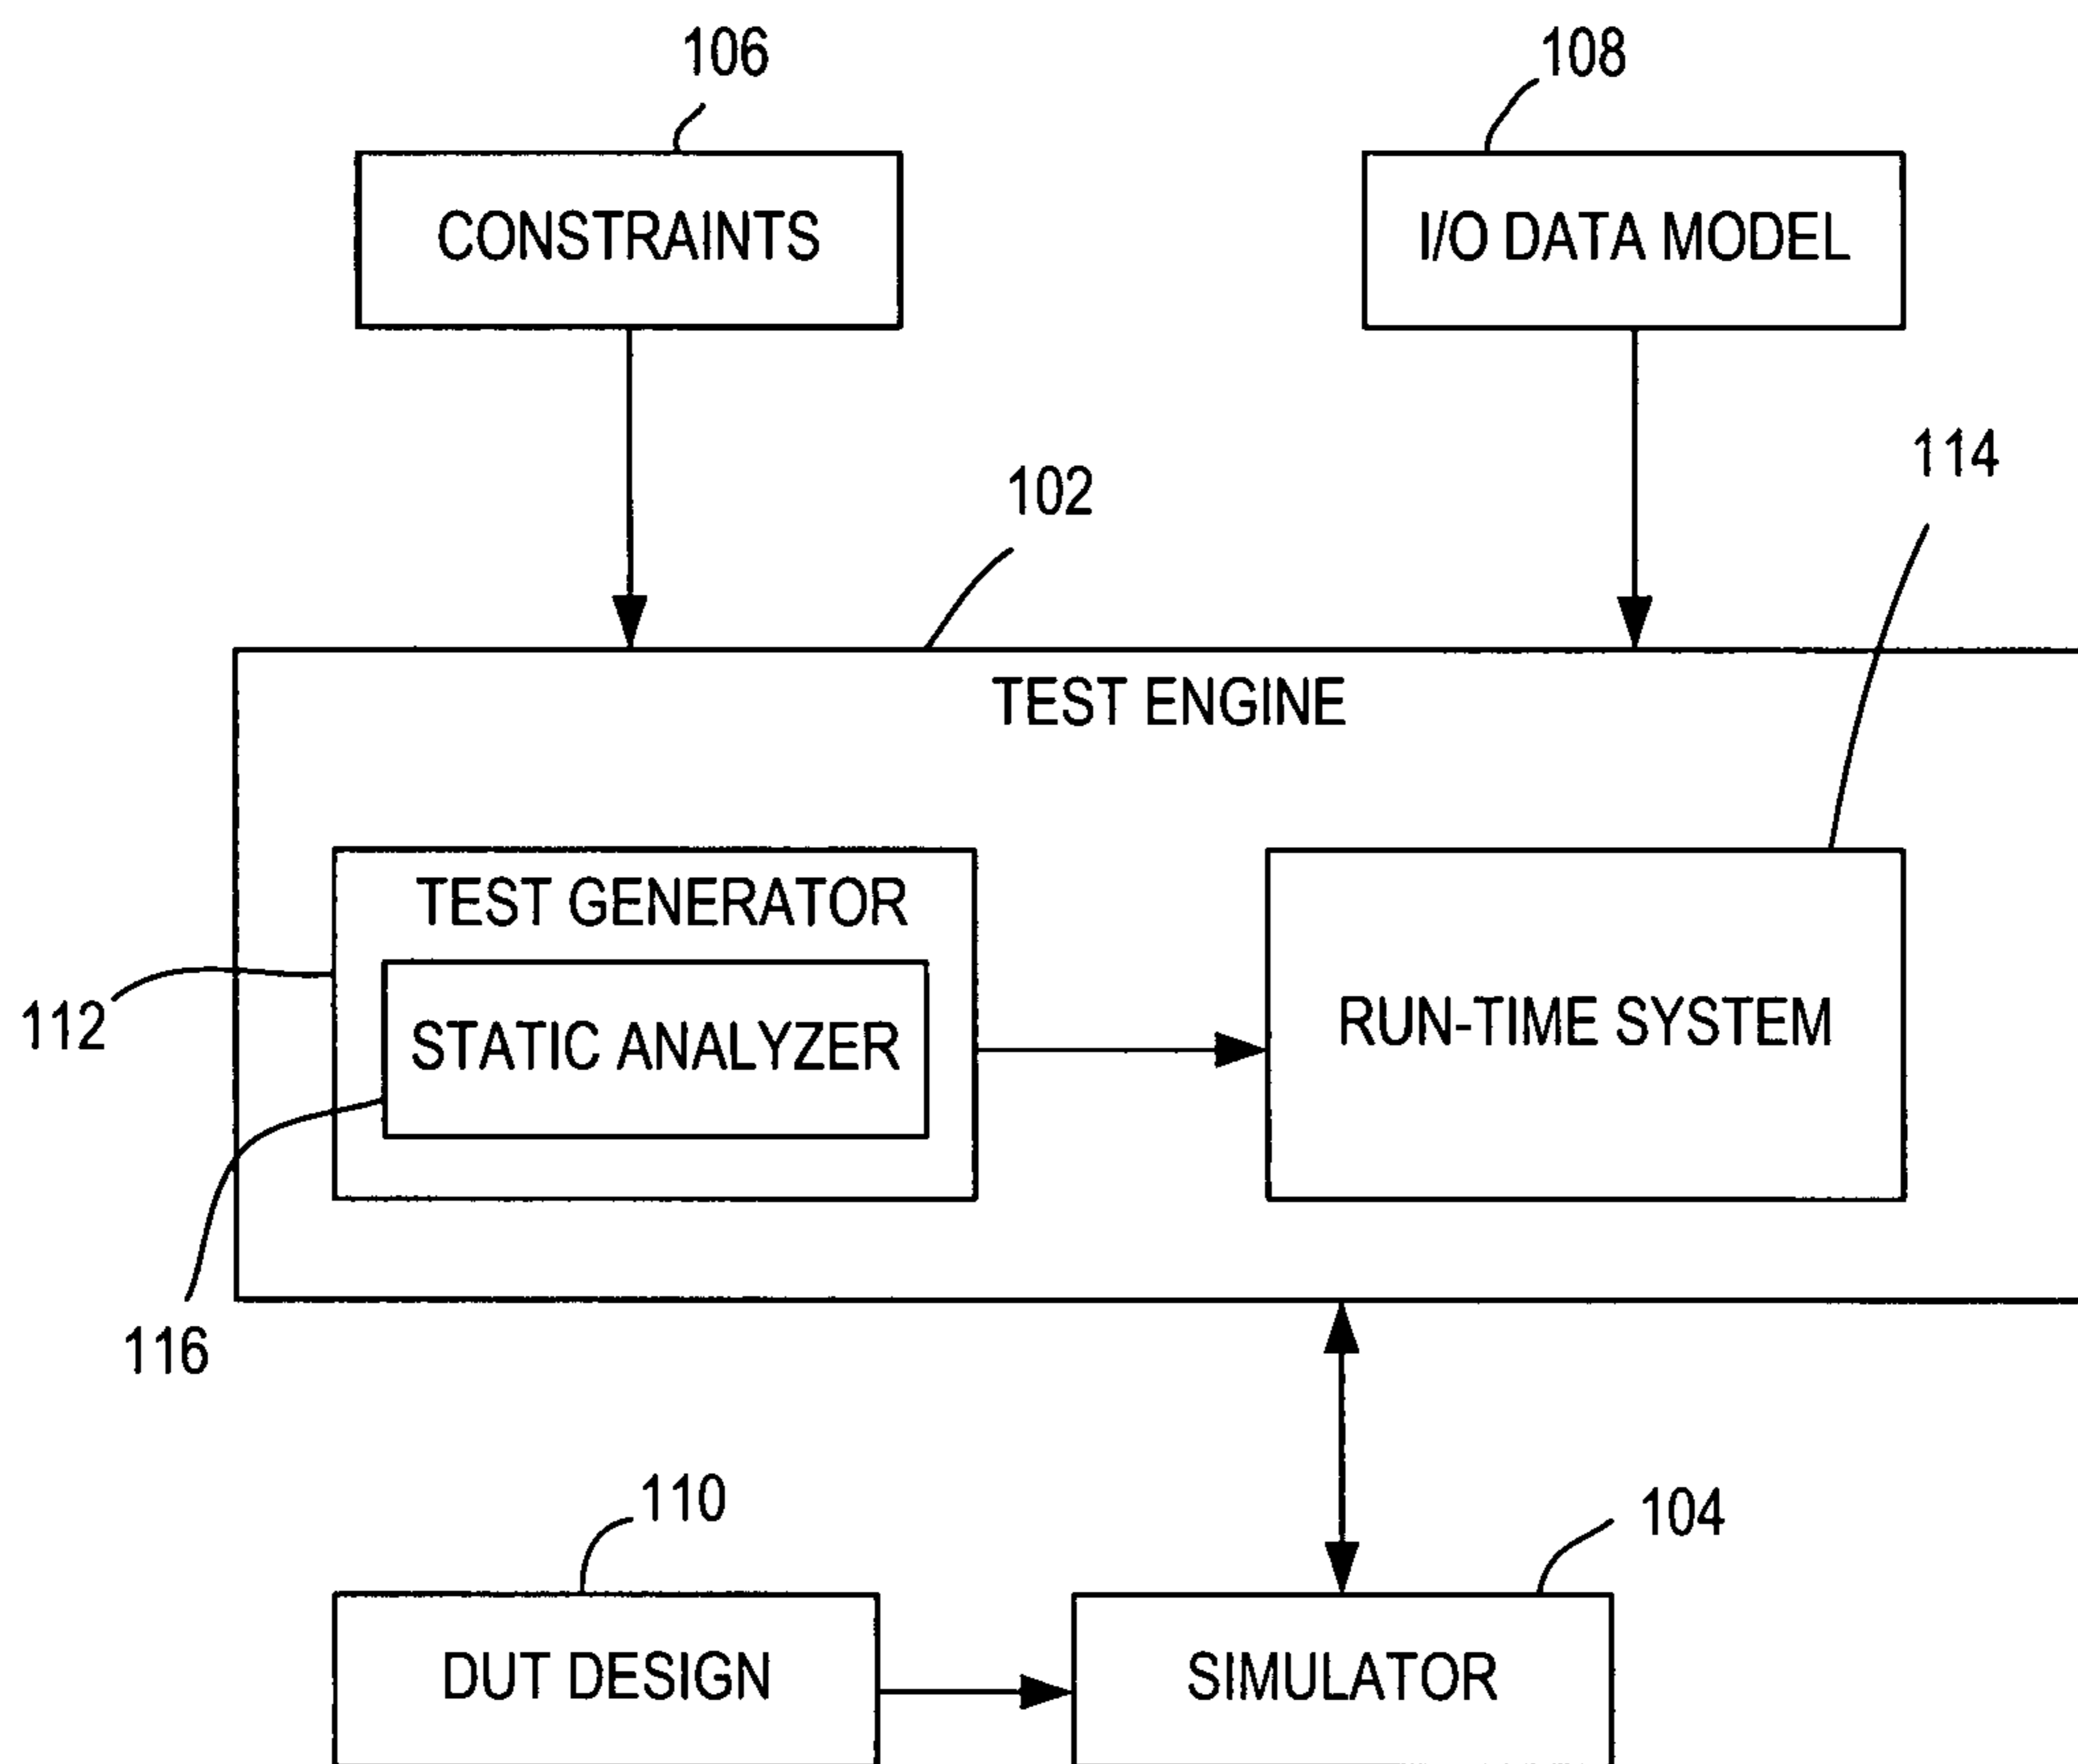 106
108
CONSTRAINTS
I/O DATA MODEL
114
102
TEST ENGINE
TEST GENERATOR
STATIC ANALYZER
RUN-TIME SYSTEM
112
116
110
104
DUT DESIGN
SIMULATOR